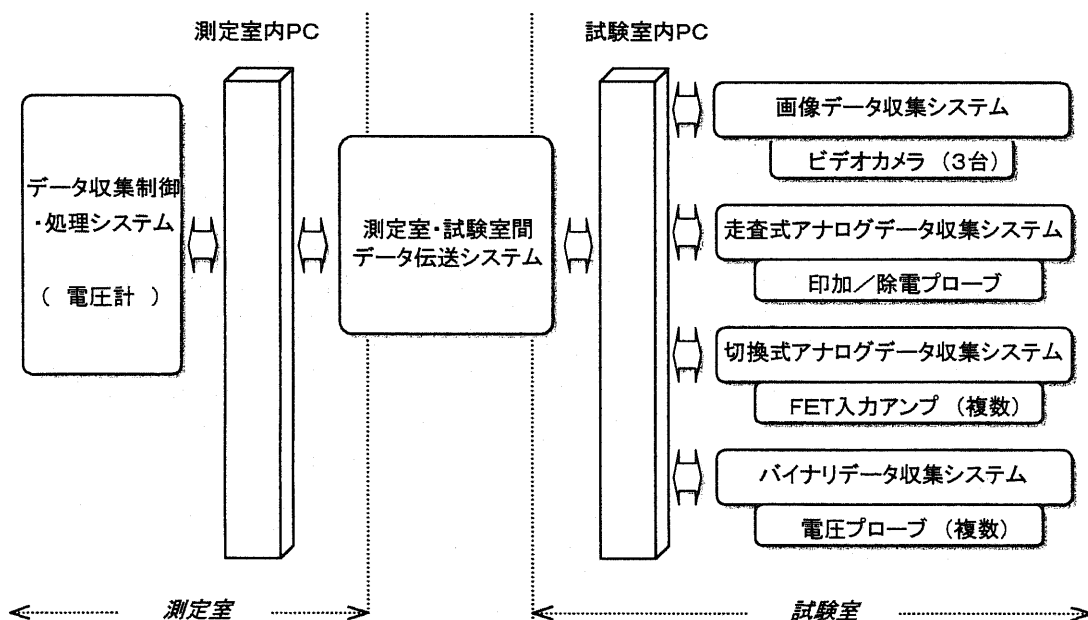 測定室内PC
試験室内PC
データ収集制御
・処理システム
（ 電圧計 ）
測定室・試験室間
データ伝送システム
画像データ収集システム
ビデオカメラ （３台）
走査式アナログデータ収集システム
印加／除電プローブ
切換式アナログデータ収集システム
FET入力アンプ （複数）
バイナリデータ収集システム
電圧プローブ （複数）
測定室
試験室